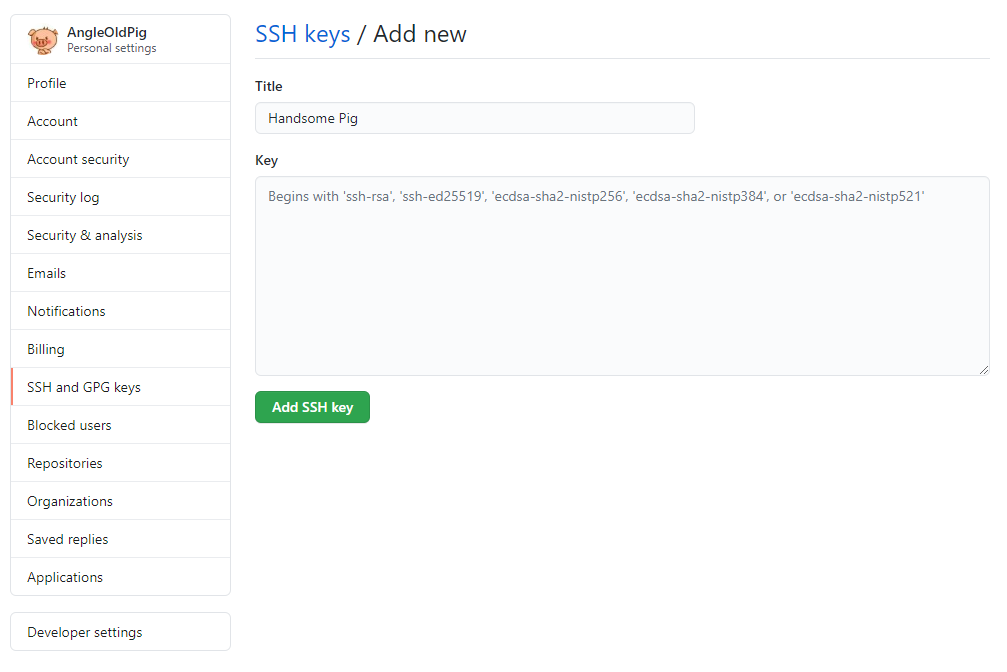 AngleOldPig
Personal settings
Profile
Account
Account security
Security log
Security & analysis
Emails
Notifications
Billing
SSH and GPG keys
Blocked users
Repositories
Organizations
Saved replies
Applications
Developer settings
SSH keys / Add new
Title
Handsome Pig
Key
Begins with 'ssh-rsa', 'ssh-ed25519', 'ecdsa-sha2-nistp256', 'ecdsa-sha2-nistp384', or 'ecdsa-sha2-nistp521'
Add SSH key